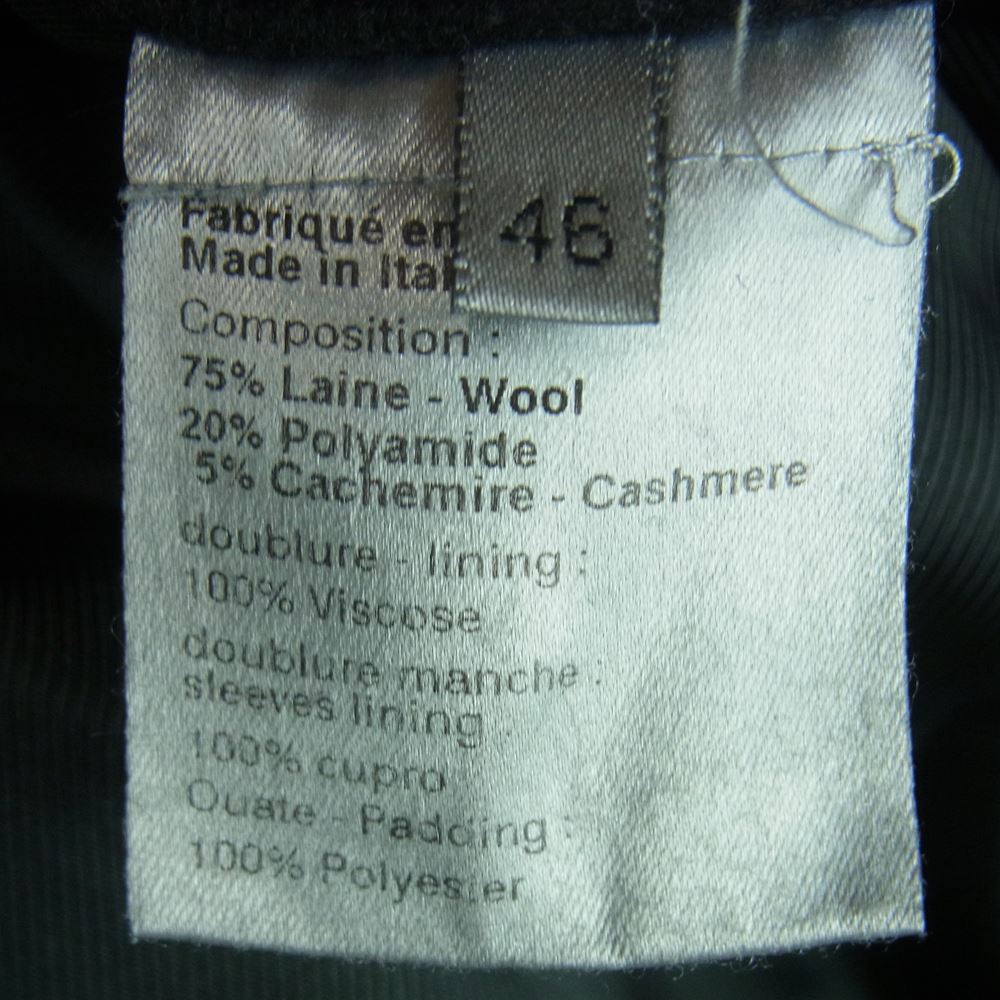 46
Fabriqué en
Made in Ital
Composition :
75% Laine - Wool
20% Polyamide
5% Cachemire - Cashmere
doublure - lining :
100% Viscose
doublure manche :
sleeves lining :
100% cupro
Ouate - Padding :
100% Polyester